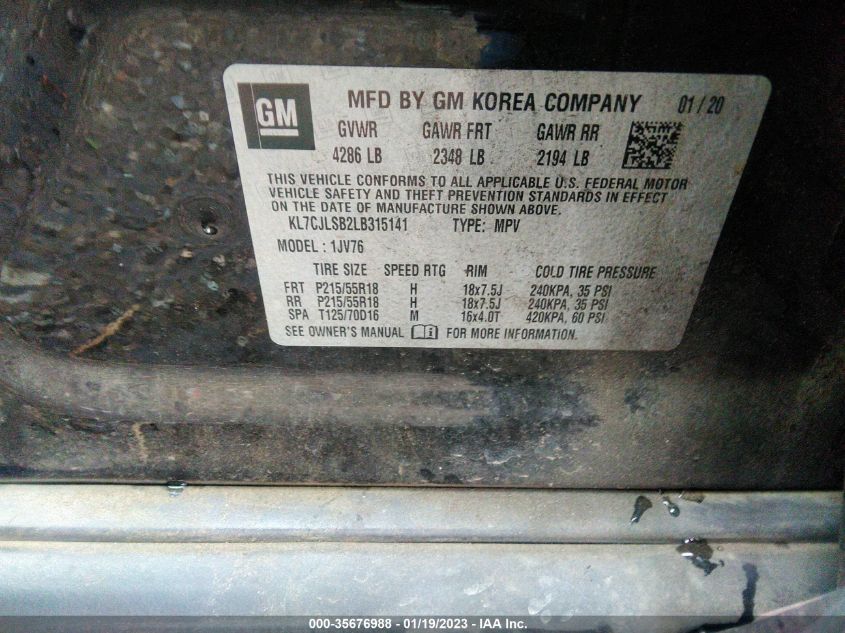 GM MFD BY GM KOREA COMPANY 01/20
GVWR GAWR FRT GAWR RR
4286 LB 2348 LB 2194 LB
THIS VEHICLE CONFORMS TO ALL APPLICABLE U.S. FEDERAL MOTOR
VEHICLE SAFETY AND THEFT PREVENTION STANDARDS IN EFFECT
ON THE DATE OF MANUFACTURE SHOWN ABOVE.
KL7CJLSB2LB315141 TYPE: MPV
MODEL: 1JV76
TIRE SIZE SPEED RTG RIM COLD TIRE PRESSURE
FRT P215/55R18 H 18x7.5J 240KPA, 35 PSI
RR P215/55R18 H 18x7.5J 240KPA, 35 PSI
SPA T125/70D16 M 16x4.0T 420KPA, 60 PSI
SEE OWNER'S MANUAL FOR MORE INFORMATION.
000-35676988 — 01/19/2023 — IAA Inc.